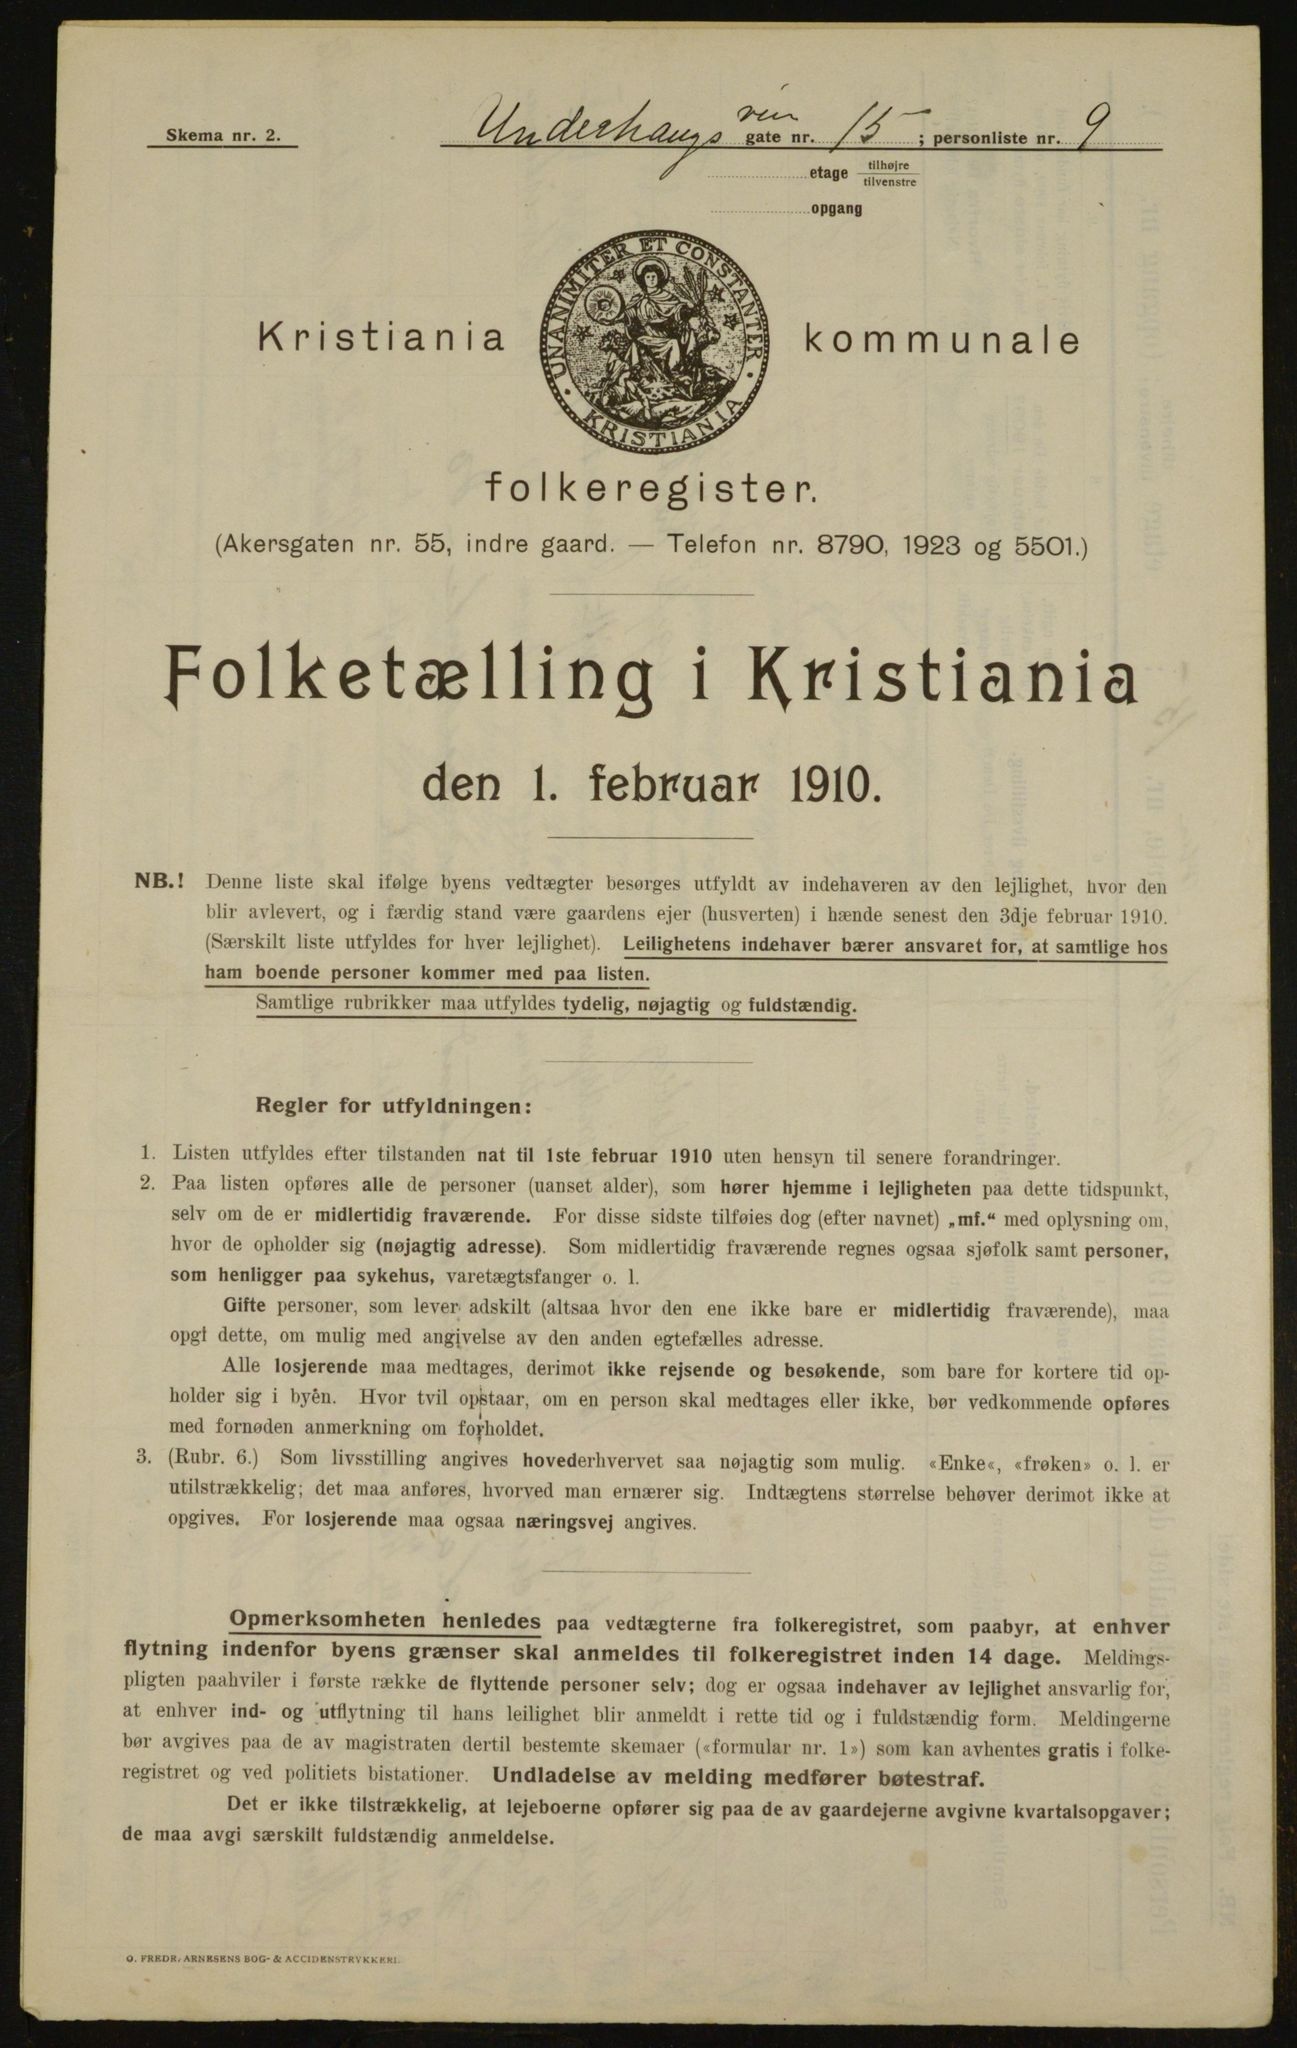 Skema nr. 2.
Underhaugsvein gate nr. 15 ; personliste nr. 9
etage tilhøjre
tilvenstre
opgang
UNANIMITER ET CONSTANTER
KRISTIANIA
Kristiania kommunale
folkeregister.
(Akersgaten nr. 55, indre gaard. — Telefon nr. 8790, 1923 og 5501.)
Folketælling i Kristiania
den 1. februar 1910.
NB.! Denne liste skal ifølge byens vedtægter besørges utfyldt av indehaveren av den lejlighet, hvor den
blir avlevert, og i færdig stand være gaardens ejer (husverten) i hænde senest den 3dje februar 1910.
(Særskilt liste utfyldes for hver lejlighet). Leilighetens indehaver bærer ansvaret for, at samtlige hos
ham boende personer kommer med paa listen.
Samtlige rubrikker maa utfyldes tydelig, nøjagtig og fuldstændig.
Regler for utfyldningen:
1. Listen utfyldes efter tilstanden nat til 1ste februar 1910 uten hensyn til senere forandringer.
2. Paa listen opføres alle de personer (uanset alder), som hører hjemme i lejligheten paa dette tidspunkt,
selv om de er midlertidig fraværende. For disse sidste tilføies dog (efter navnet) „mf.“ med oplysning om,
hvor de opholder sig (nøjagtig adresse). Som midlertidig fraværende regnes ogsaa sjøfolk samt personer,
som henligger paa sykehus, varetægtsfanger o. l.
Gifte personer, som lever adskilt (altsaa hvor den ene ikke bare er midlertidig fraværende), maa
opgi dette, om mulig med angivelse av den anden egtefælles adresse.
Alle losjerende maa medtages, derimot ikke rejsende og besøkende, som bare for kortere tid op-
holder sig i byen. Hvor tvil opstaar, om en person skal medtages eller ikke, bør vedkommende opføres
med fornøden anmerkning om forholdet.
3. (Rubr. 6.) Som livsstilling angives hovederhvervet saa nøjagtig som mulig. «Enke«, «frøken» o. l. er
utilstrækkelig; det maa anføres, hvorved man ernærer sig. Indtægtens størrelse behøver derimot ikke at
opgives. For losjerende maa ogsaa næringsvej angives.
Opmerksomheten henledes paa vedtægterne fra folkeregistret, som paabyr, at enhver
flytning indenfor byens grænser skal anmeldes til folkeregistret inden 14 dage. Meldings-
pligten paahviler i første række de flyttende personer selv; dog er ogsaa indehaver av lejlighet ansvarlig for,
at enhver ind- og utflytning til hans leilighet blir anmeldt i rette tid og i fuldstændig form. Meldingerne
bør avgives paa de av magistraten dertil bestemte skemaer («formular nr. 1») som kan avhentes gratis i folke-
registret og ved politiets bistationer. Undladelse av melding medfører bøtestraf.
Det er ikke tilstrækkelig, at lejeboerne opfører sig paa de av gaardejerne avgivne kvartalsopgaver;
de maa avgi særskilt fuldstændig anmeldelse.
O. FREDR. ARNESENS BOG- & ACCIDENSTRYKKERI.